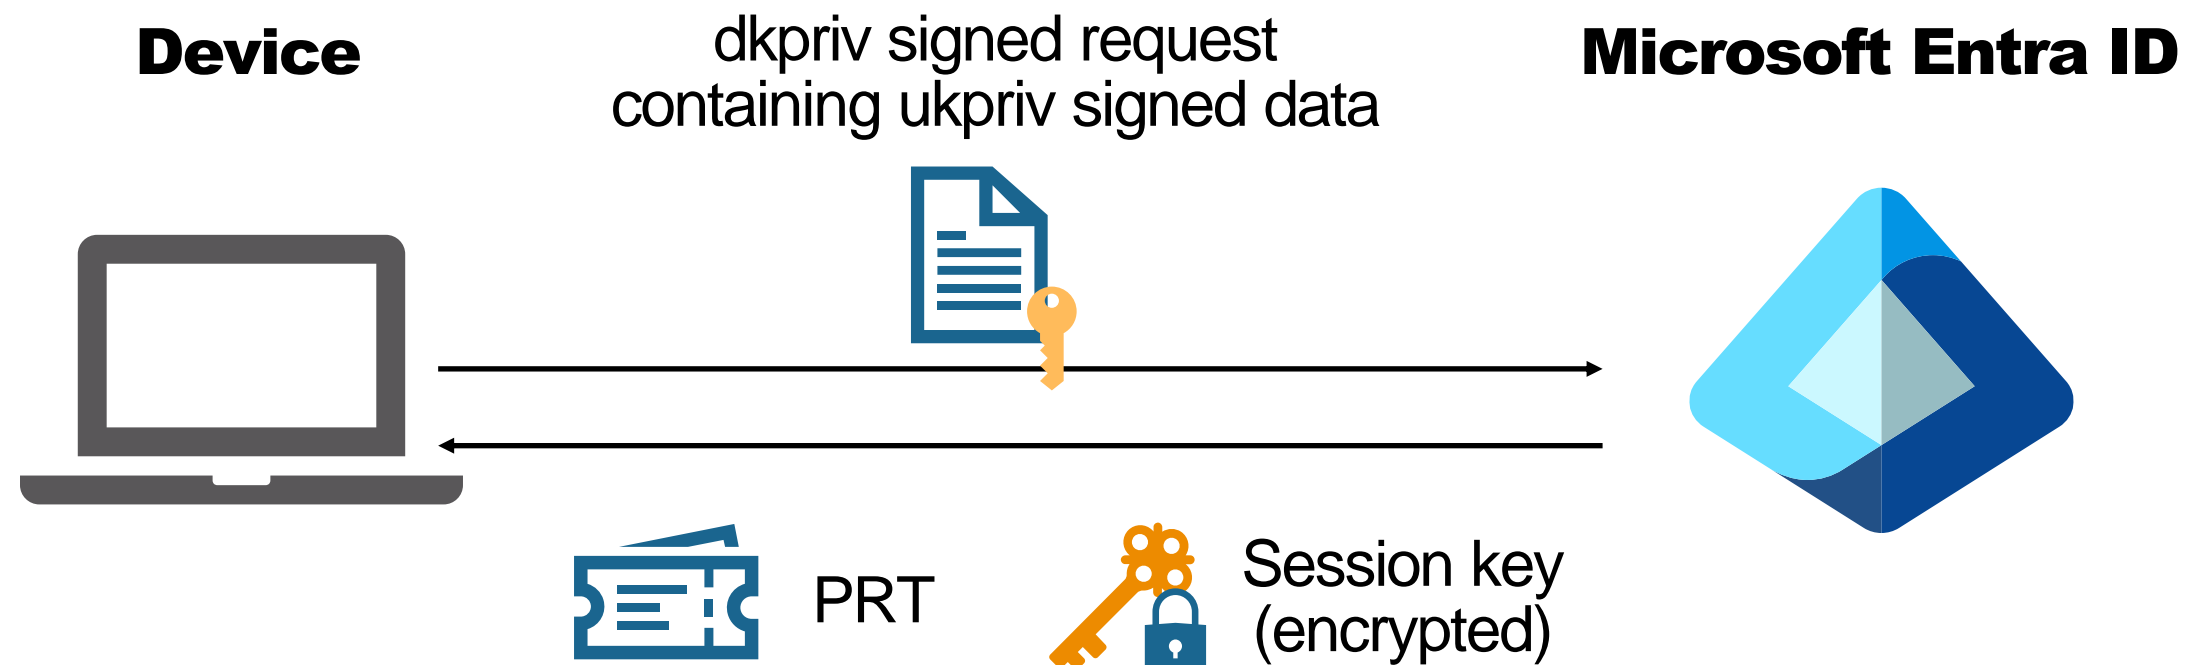 Device
dkpriv signed request
containing ukpriv signed data
Microsoft Entra ID
PRT
Session key
(encrypted)